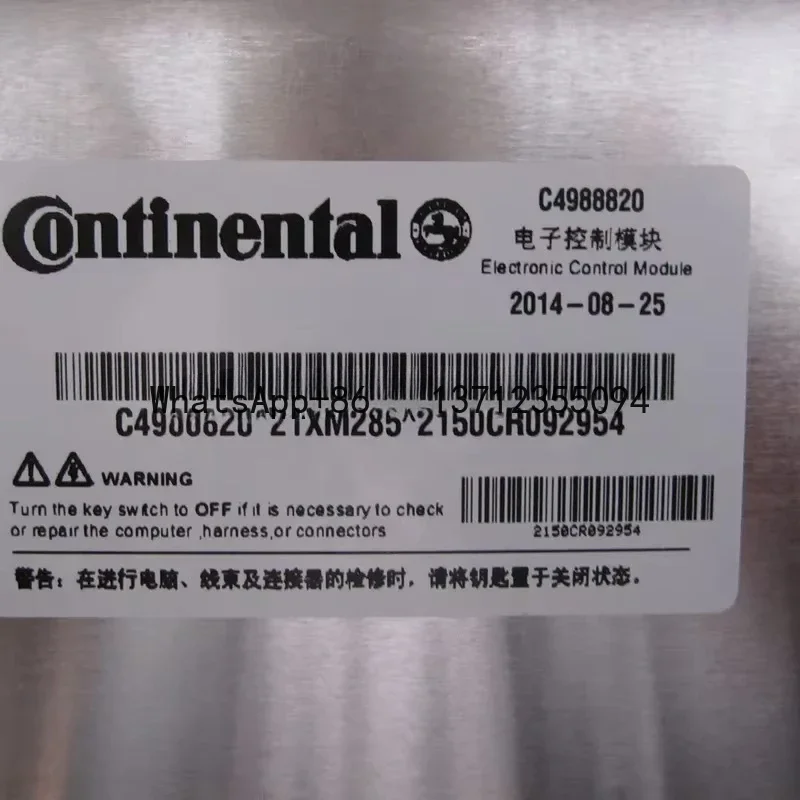 Continental
C4988820
电子控制模块
Electronic Control Module
2014-08-25
WhatsApp+86 13712355094
C4988820^21XM285^2150CR092954
WARNING
Turn the key switch to OFF if it is necessary to check
or repair the computer ,harness,or connectors
2150CR092954
警告：在进行电脑、线束及连接器的检修时，请将钥匙置于关闭状态。